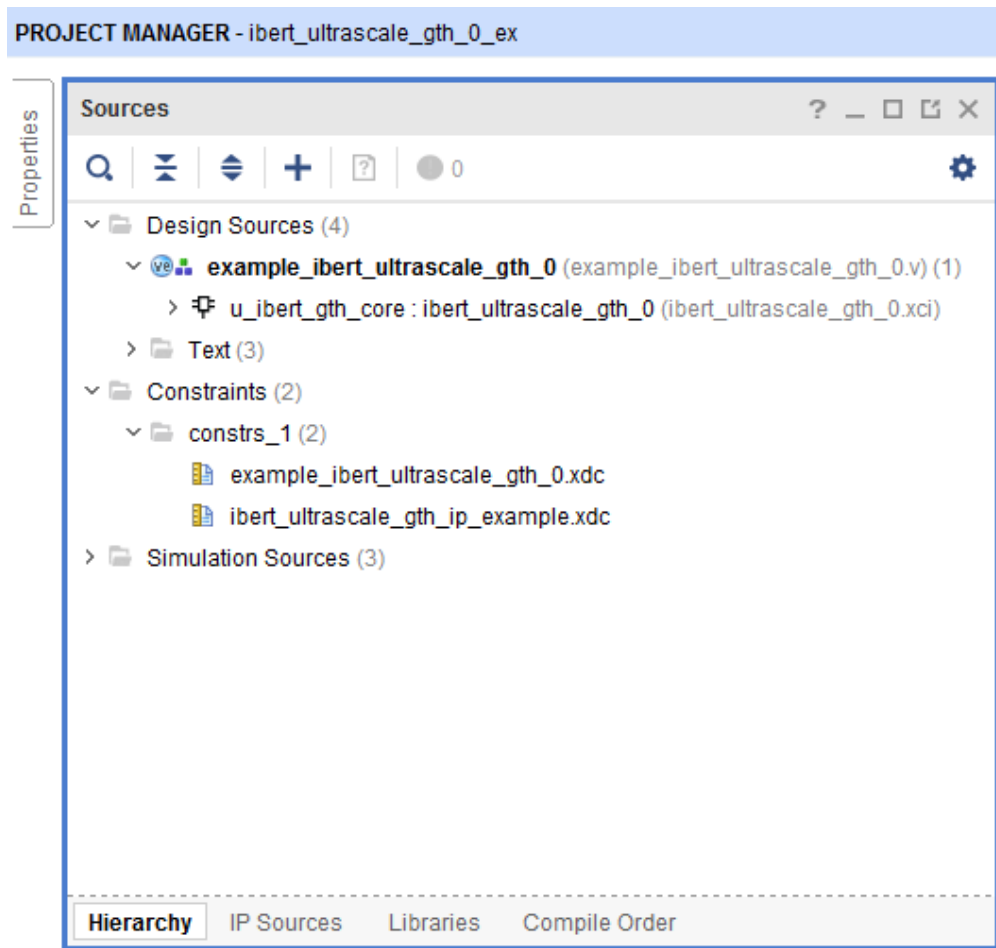 PROJECT MANAGER - ibert_ultrascale_gth_0_ex
Properties
Sources
? _
0
Design Sources (4)
example_ibert_ultrascale_gth_0 (example_ibert_ultrascale_gth_0.v) (1)
u_ibert_gth_core : ibert_ultrascale_gth_0 (ibert_ultrascale_gth_0.xci)
Text (3)
Constraints (2)
constrs_1 (2)
example_ibert_ultrascale_gth_0.xdc
ibert_ultrascale_gth_ip_example.xdc
Simulation Sources (3)
Hierarchy IP Sources Libraries Compile Order